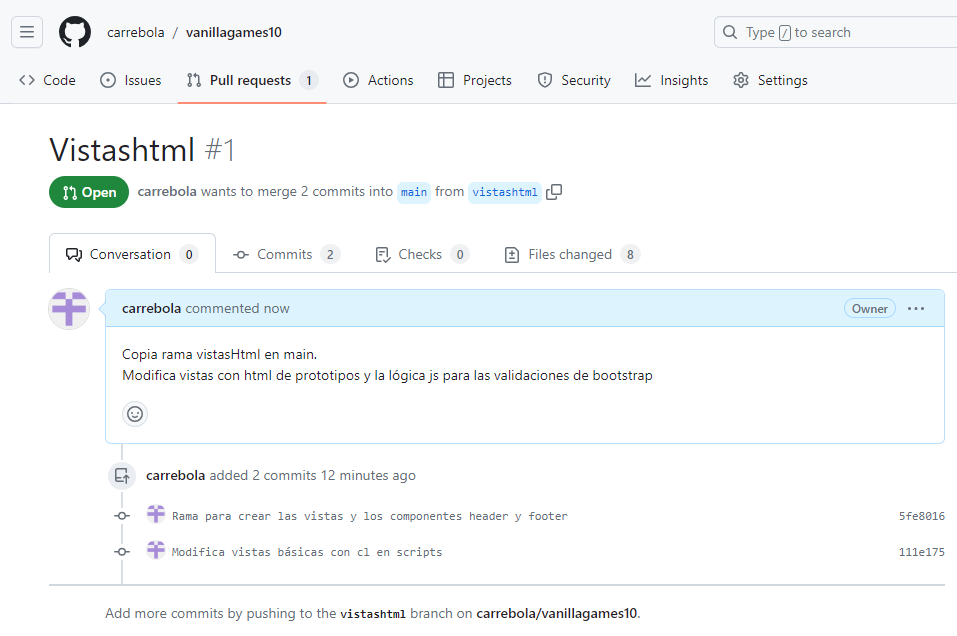 carrebola / vanillagames10
Type / to search
Code Issues Pull requests 1 Actions Projects Security Insights Settings
Vistashtml #1
Open carrebola wants to merge 2 commits into main from vistashtml
Conversation 0 Commits 2 Checks 0 Files changed 8
carrebola commented now Owner
Copia rama vistasHtml en main.
Modifica vistas con html de prototipos y la lógica js para las validaciones de bootstrap
carrebola added 2 commits 12 minutes ago
Rama para crear las vistas y los componentes header y footer 5fe8016
Modifica vistas básicas con cl en scripts 111e175
Add more commits by pushing to the vistashtml branch on carrebola/vanillagames10.